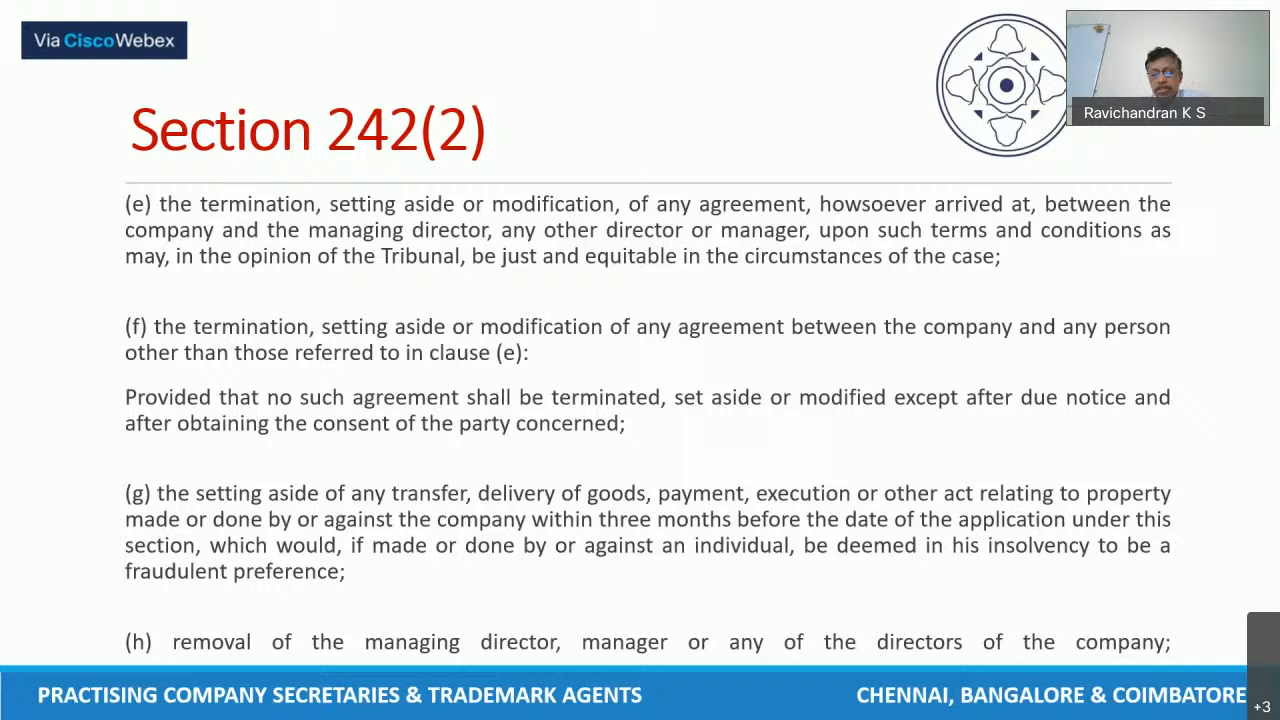 Via Cisco Webex
Ravichandran K S
Section 242(2)
(e) the termination, setting aside or modification, of any agreement, howsoever arrived at, between the
company and the managing director, any other director or manager, upon such terms and conditions as
may, in the opinion of the Tribunal, be just and equitable in the circumstances of the case;
(f) the termination, setting aside or modification of any agreement between the company and any person
other than those referred to in clause (e):
Provided that no such agreement shall be terminated, set aside or modified except after due notice and
after obtaining the consent of the party concerned;
(g) the setting aside of any transfer, delivery of goods, payment, execution or other act relating to property
made or done by or against the company within three months before the date of the application under this
section, which would, if made or done by or against an individual, be deemed in his insolvency to be a
fraudulent preference;
(h) removal of the managing director, manager or any of the directors of the company;
PRACTISING COMPANY SECRETARIES & TRADEMARK AGENTS
CHENNAI, BANGALORE & COIMBATORE
+3